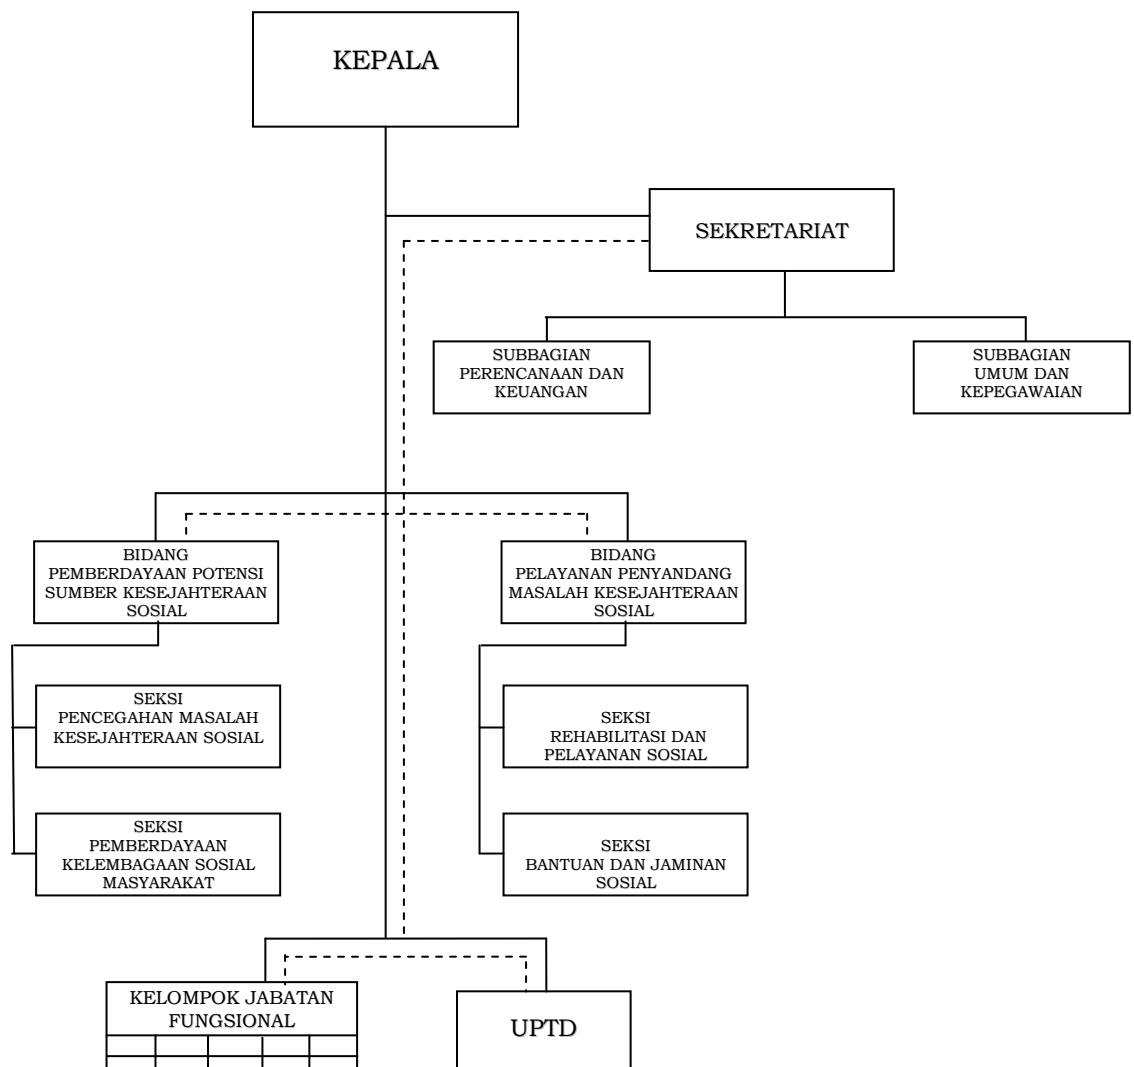 KEPALA
SEKRETARIAT
SUBBAGIAN
PERENCANAAN DAN
KEUANGAN
SUBBAGIAN
UMUM DAN
KEPEGAWAIAN
BIDANG
PEMBERDAYAAN POTENSI
SUMBER KESEJAHTERAAN
SOSIAL
BIDANG
PELAYANAN PENYANDANG
MASALAH KESEJAHTERAAN
SOSIAL
SEKSI
PENCEGAHAN MASALAH
KESEJAHTERAAN SOSIAL
SEKSI
REHABILITASI DAN
PELAYANAN SOSIAL
SEKSI
PEMBERDAYAAN
KELEMBAGAAN SOSIAL
MASYARAKAT
SEKSI
BANTUAN DAN JAMINAN
SOSIAL
KELOMPOK JABATAN
FUNGSIONAL
UPTD